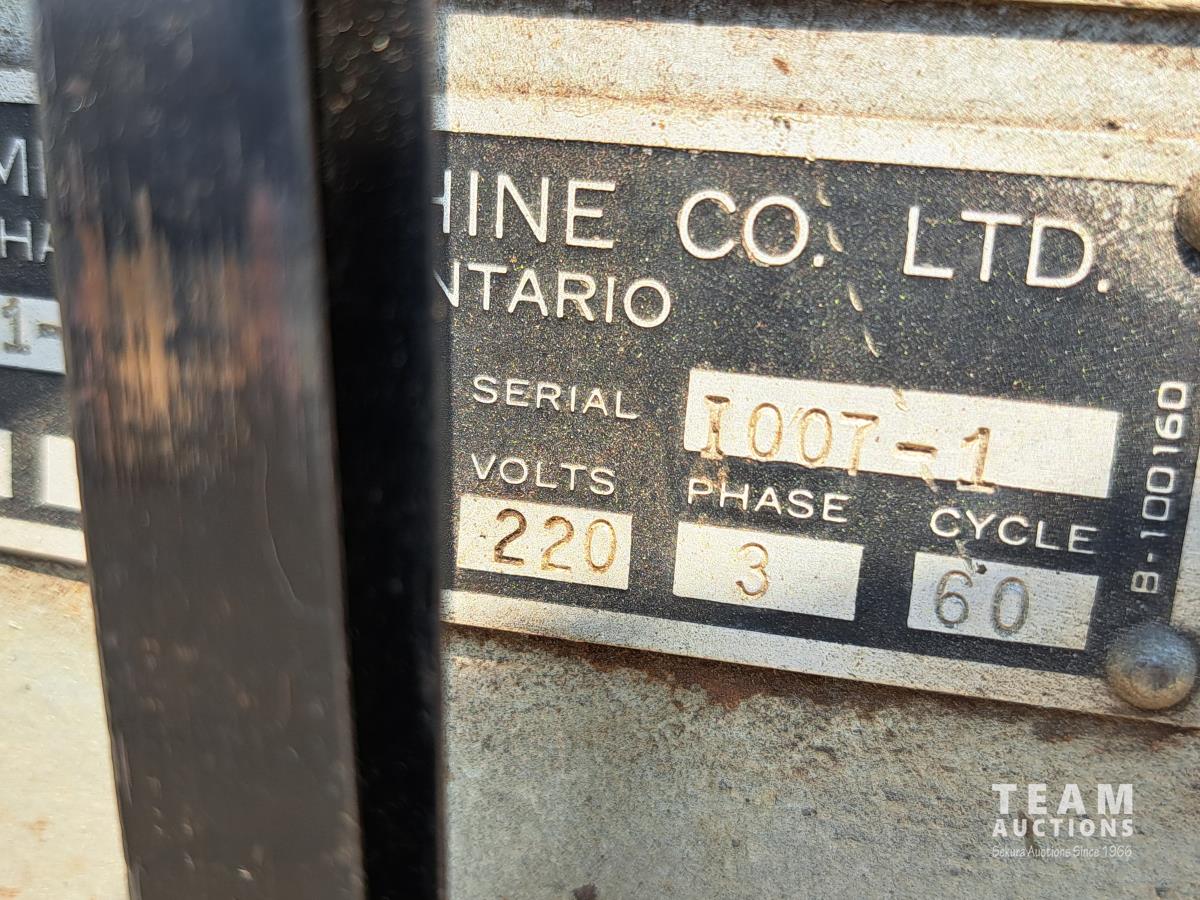 HINE CO. LTD.
NTARIO
1-
SERIAL I007-1
VOLTS PHASE CYCLE
220 3 60
B-100160
TEAM
AUCTIONS
Sekura Auctions Since 1966